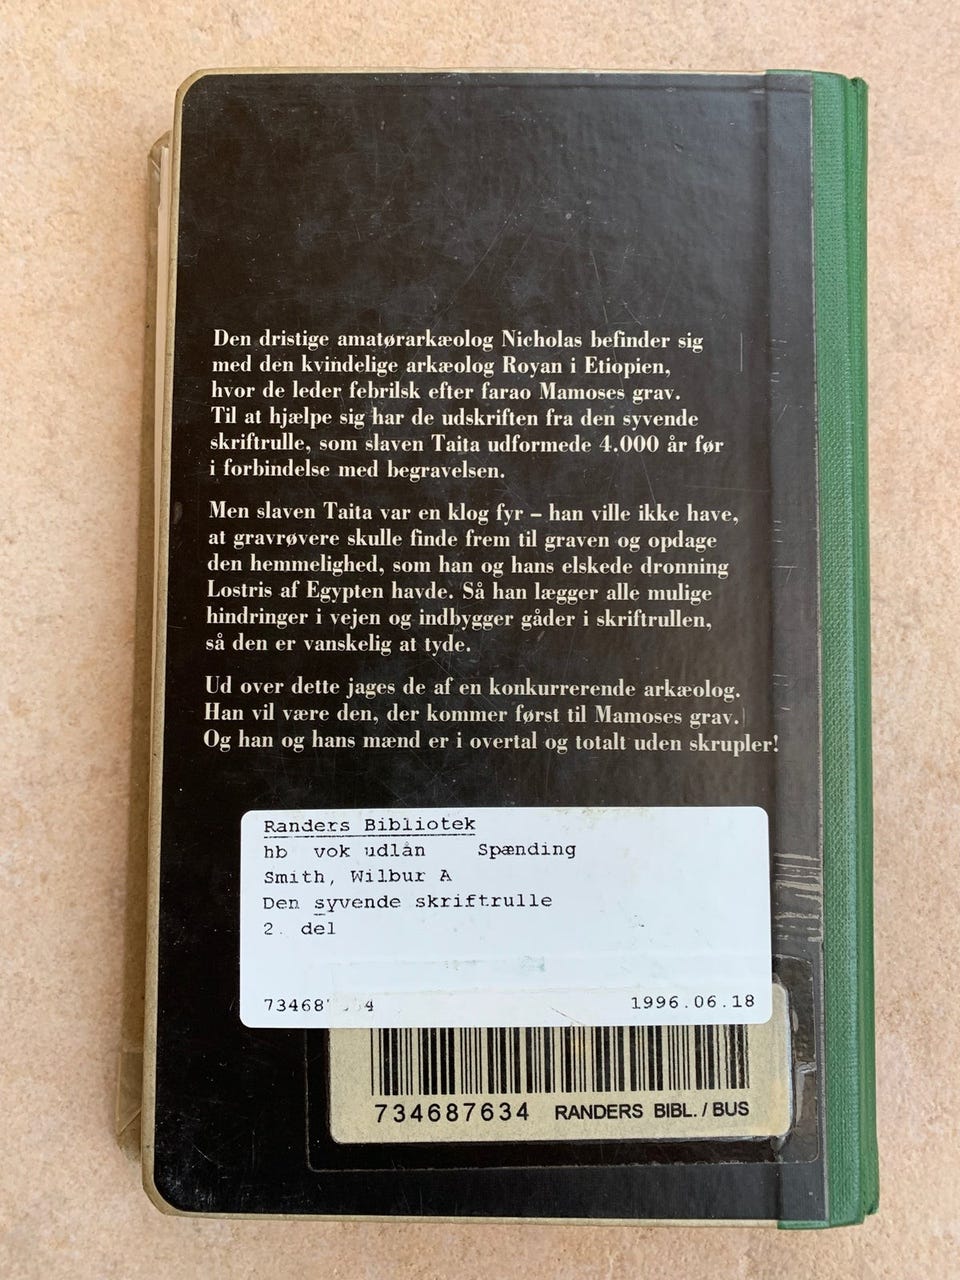 Den dristige amatørarkæolog Nicholas befinder sig
med den kvindelige arkæolog Royan i Etiopien,
hvor de leder febrilsk efter farao Mamoses grav.
Til at hjælpe sig har de udskriften fra den syvende
skriftrulle, som slaven Taita udformede 4.000 år før
i forbindelse med begravelsen.
Men slaven Taita var en klog fyr – han ville ikke have,
at gravrøvere skulle finde frem til graven og opdage
den hemmelighed, som han og hans elskede dronning
Lostris af Egypten havde. Så han lægger alle mulige
hindringer i vejen og indbygger gåder i skriftrullen,
så den er vanskelig at tyde.
Ud over dette jages de af en konkurrerende arkæolog.
Han vil være den, der kommer først til Mamoses grav.
Og han og hans mænd er i overtal og totalt uden skrupler!
Randers Bibliotek
hb vok udlån Spænding
Smith, Wilbur A
Den syvende skriftrulle
2. del
1996.06.18
734687634 RANDERS BIBL. / BUS